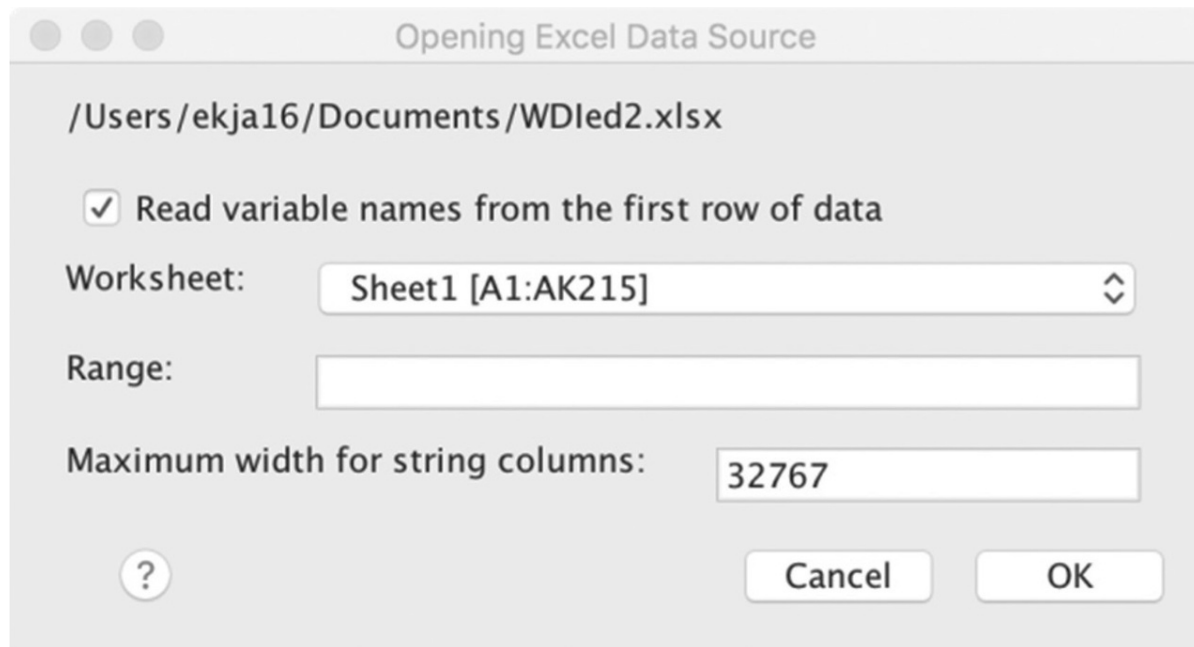 Opening Excel Data Source
/Users/ekja16/Documents/WDIed2.xlsx
Read variable names from the first row of data
Worksheet: Sheet1 [A1:AK215]
Range:
Maximum width for string columns: 32767
? Cancel OK